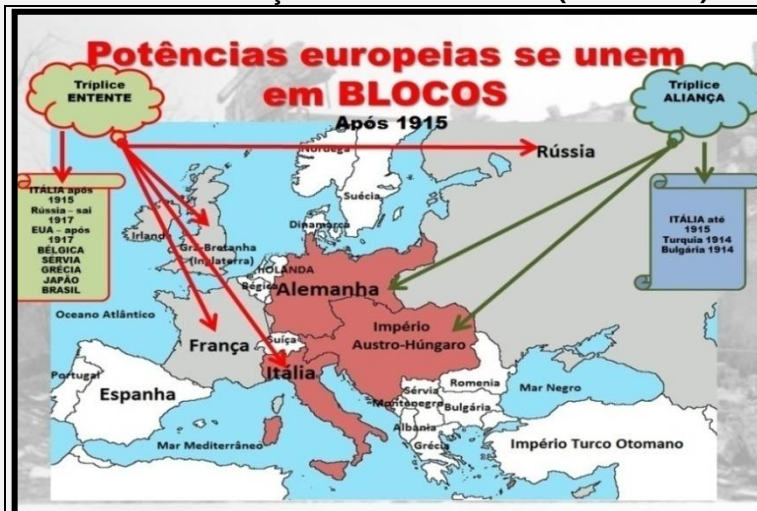 Potências europeias se unem
em BLOCOS
Após 1915
Tríplice
ENTENTE
Tríplice
ALIANÇA
ITÁLIA após
1915
Rússia – sai
1917
EUA – após
1917
BÉLGICA
SÉRVIA
GRÉCIA
JAPÃO
BRASIL
ITÁLIA até
1915
Turquia 1914
Bulgária 1914
Noruega
Rússia
Suécia
Dinamarca
Irlanda
Grã-Bretanha
(Inglaterra)
HOLANDA
Bégica
Alemanha
Oceano Atlântico
Império
Austro-Húngaro
França
Suíça
Itália
Portugal
Espanha
Romenia
Mar Negro
Sérvia
Montenegro
Bulgária
Albania
Grécia
Mar Mediterrâneo
Império Turco Otomano